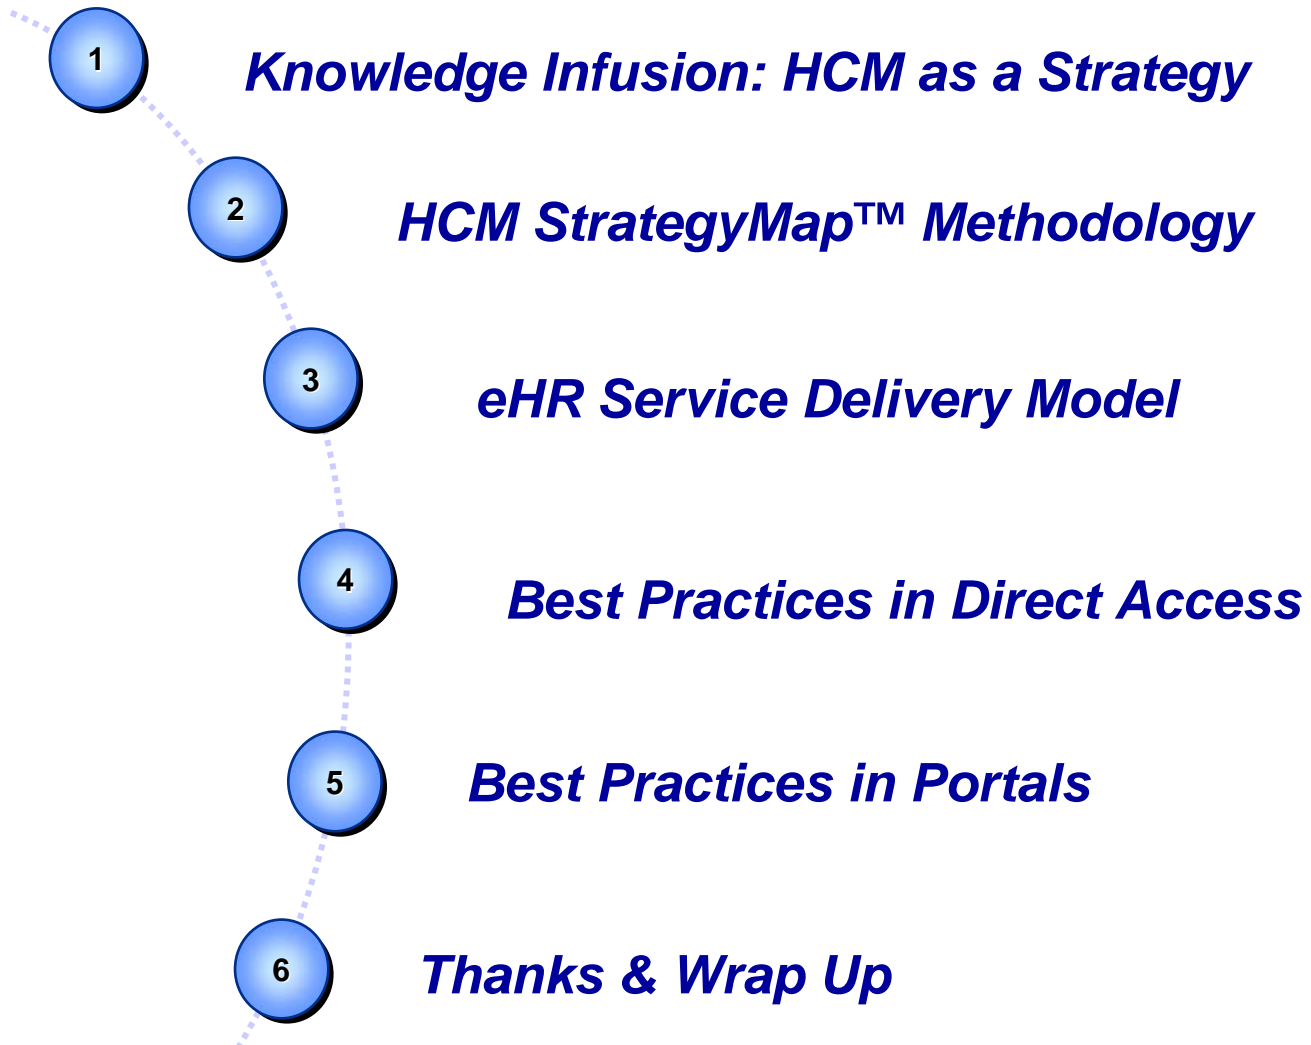 1 Knowledge Infusion: HCM as a Strategy
2 HCM StrategyMap™ Methodology
3 eHR Service Delivery Model
4 Best Practices in Direct Access
5 Best Practices in Portals
6 Thanks & Wrap Up